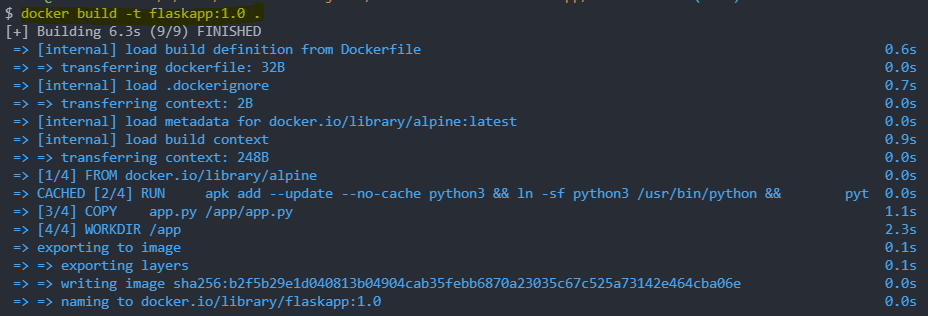 $ docker build -t flaskapp:1.0 .
[+] Building 6.3s (9/9) FINISHED
=> [internal] load build definition from Dockerfile 0.6s
=> => transferring dockerfile: 32B 0.0s
=> [internal] load .dockerignore 0.7s
=> => transferring context: 2B 0.0s
=> [internal] load metadata for docker.io/library/alpine:latest 0.0s
=> [internal] load build context 0.9s
=> => transferring context: 248B 0.0s
=> [1/4] FROM docker.io/library/alpine 0.0s
=> CACHED [2/4] RUN apk add --update --no-cache python3 && ln -sf python3 /usr/bin/python && pyt 0.0s
=> [3/4] COPY app.py /app/app.py 1.1s
=> [4/4] WORKDIR /app 2.3s
=> exporting to image 0.1s
=> => exporting layers 0.1s
=> => writing image sha256:b2f5b29e1d040813b04904cab35febb6870a23035c67c525a73142e464cba06e 0.0s
=> => naming to docker.io/library/flaskapp:1.0 0.0s